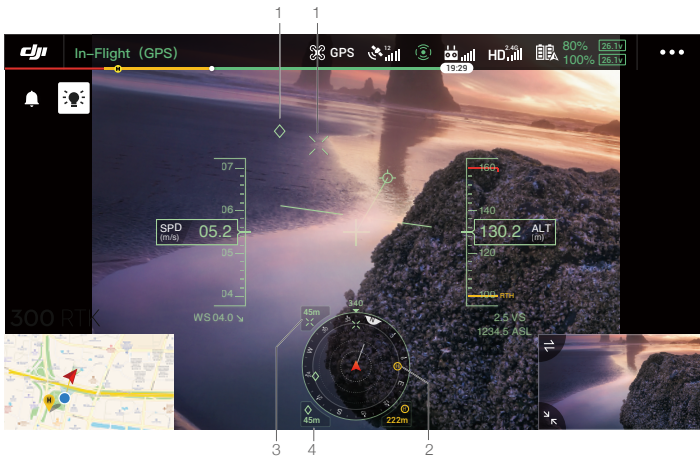 1 1
dji In-Flight (GPS) GPS 12 HD 2.4G 80% 26.1v
100% 26.1v
H 19:29
07 160
06 140
SPD (m/s) 05.2 130.2 ALT (m)
05 120
04 100 RTH
WS 04.0 ↘ 2.5 VS
1234.5 ASL
300 RTK
340
45m
N
W E
S
H
45m 222m
3 4 2